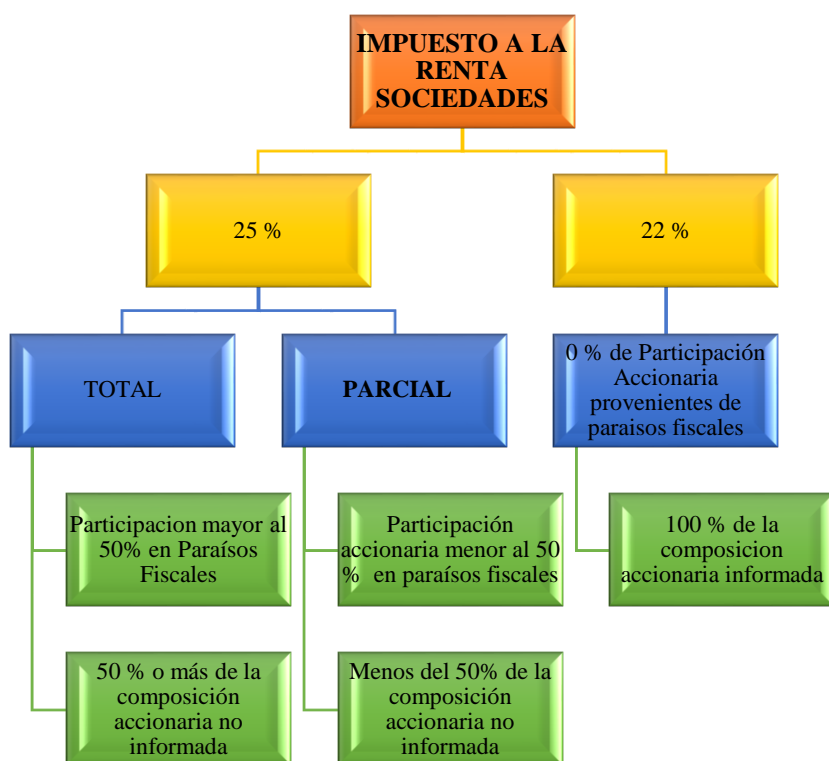 IMPUESTO A LA
RENTA
SOCIEDADES
25 %
22 %
TOTAL
PARCIAL
0 % de Participación
Accionaria
provenientes de
paraisos fiscales
Participacion mayor al
50% en Paraísos
Fiscales
Participación
accionaria menor al 50
% en paraísos fiscales
100 % de la
composicion
accionaria informada
50 % o más de la
composición
accionaria no
informada
Menos del 50% de la
composición
accionaria no
informada